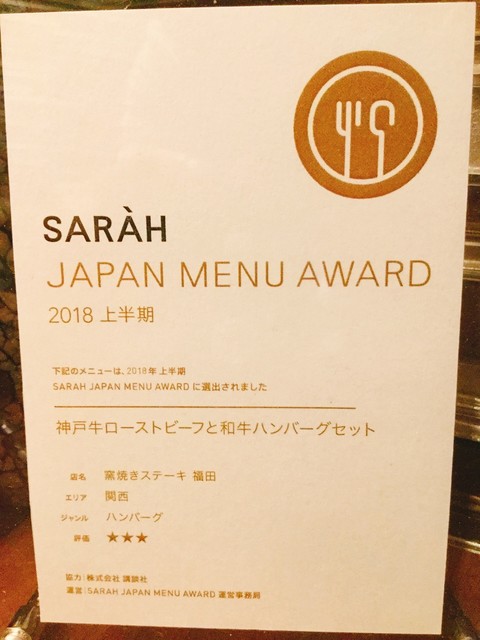 SARÀH
JAPAN MENU AWARD
2018 上半期
下記のメニューは、2018年上半期
SARAH JAPAN MENU AWARD に選出されました
神戸牛ローストビーフと和牛ハンバーグセット
店名 窯焼きステーキ 福田
エリア 関西
ジャンル ハンバーグ
評価 ★★★
協力：株式会社 講談社
運営：SARAH JAPAN MENU AWARD 運営事務局